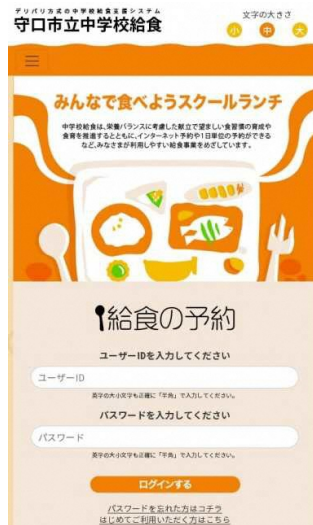 デリバリ方式の中学校給食支援システム
守口市立中学校給食
文字の大きさ
小 中 大
みんなで食べようスクールランチ
中学校給食は、栄養バランスに考慮した献立で望ましい食習慣の育成や
食育を推進するとともに、インターネット予約や1日単位の予約ができる
など、みなさまが利用しやすい給食事業をめざしています。
給食の予約
ユーザーIDを入力してください
ユーザーID
英字の大小文字も正確に「半角」で入力してください。
パスワードを入力してください
パスワード
英字の大小文字も正確に「半角」で入力してください。
ログインする
パスワードを忘れた方はコチラ
はじめてご利用いただく方はこちら